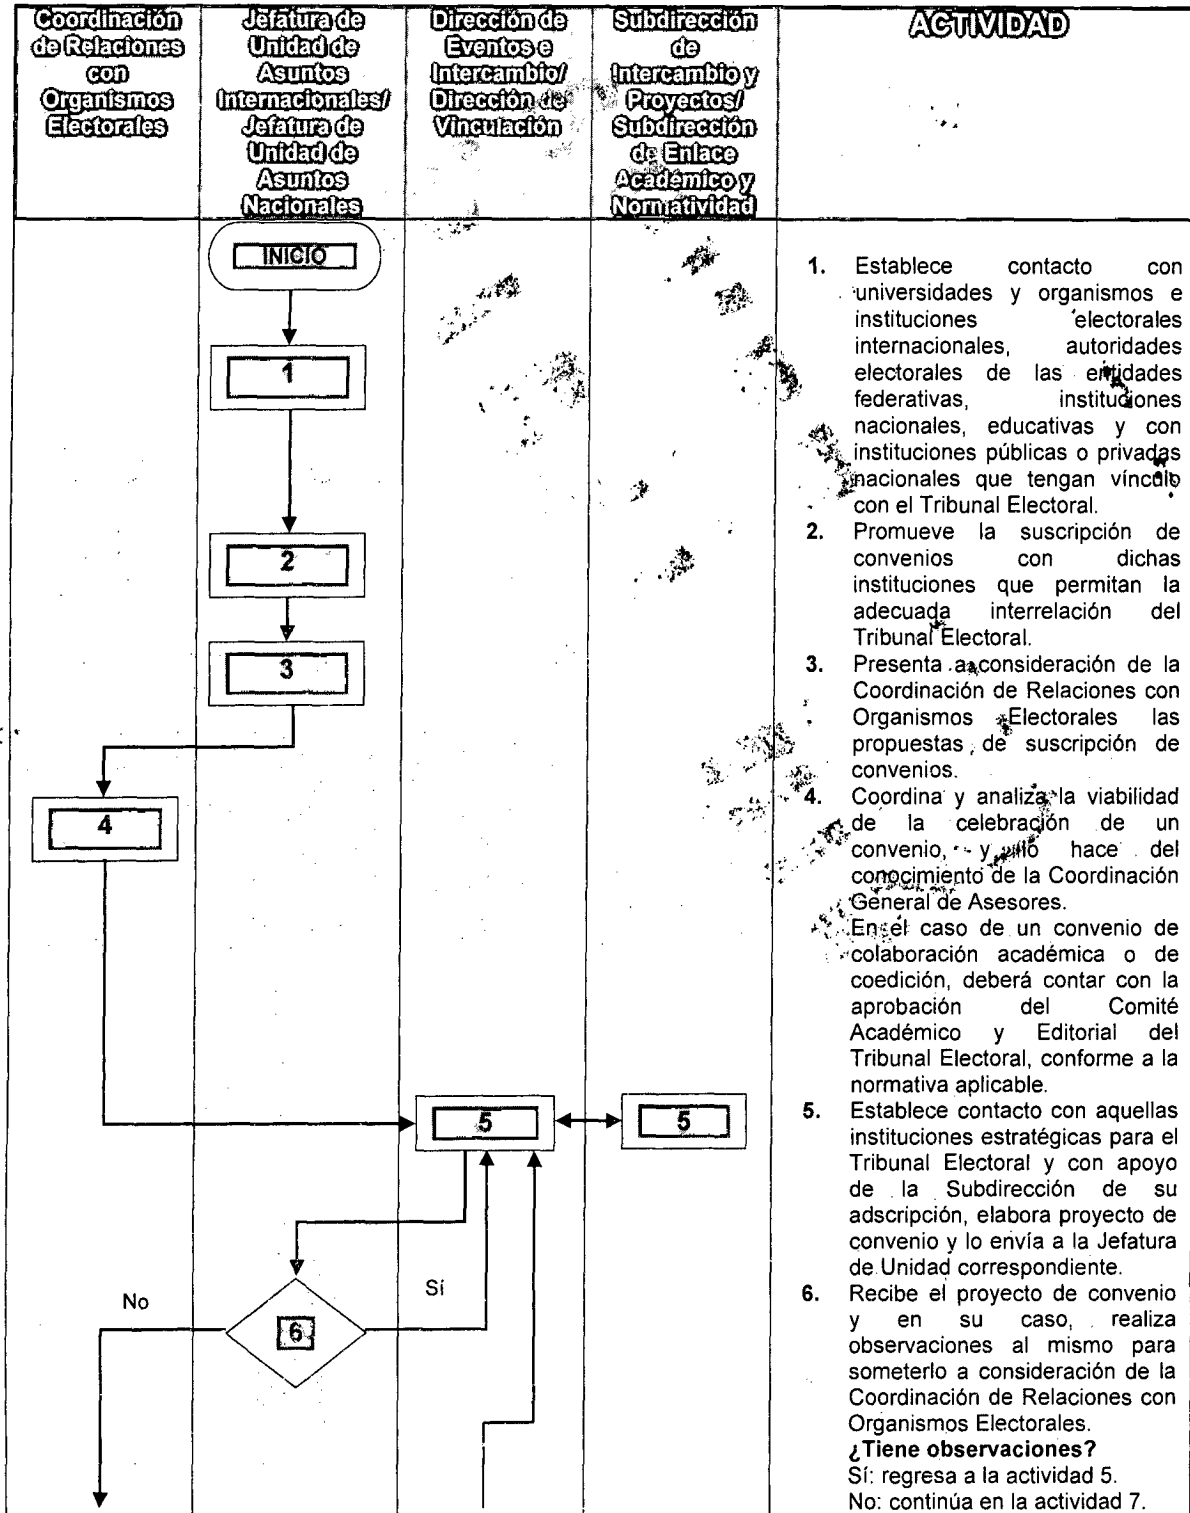 Coordinación
de Relaciones
con
Organismos
Electorales
Jefatura de
Unidad de
Asuntos
Internacionales/
Jefatura de
Unidad de
Asuntos
Nacionales
Dirección de
Eventos e
Intercambio/
Dirección de
Vinculación
Subdirección
de
Intercambio y
Proyectos/
Subdirección
de Enlace
Académico y
Normatividad
ACTIVIDAD
INICIO
1
2
3
4
5
5
6
No
Sí
1. Establece contacto con
universidades y organismos e
instituciones electorales
internacionales, autoridades
electorales de las entidades
federativas, instituciones
nacionales, educativas y con
instituciones públicas o privadas
nacionales que tengan vínculo
con el Tribunal Electoral.
2. Promueve la suscripción de
convenios con dichas
instituciones que permitan la
adecuada interrelación del
Tribunal Electoral.
3. Presenta a consideración de la
Coordinación de Relaciones con
Organismos Electorales las
propuestas de suscripción de
convenios.
4. Coordina y analiza la viabilidad
de la celebración de un
convenio, y lo hace del
conocimiento de la Coordinación
General de Asesores.
En el caso de un convenio de
colaboración académica o de
coedición, deberá contar con la
aprobación del Comité
Académico y Editorial del
Tribunal Electoral, conforme a la
normativa aplicable.
5. Establece contacto con aquellas
instituciones estratégicas para el
Tribunal Electoral y con apoyo
de la Subdirección de su
adscripción, elabora proyecto de
convenio y lo envía a la Jefatura
de Unidad correspondiente.
6. Recibe el proyecto de convenio
y en su caso, realiza
observaciones al mismo para
someterlo a consideración de la
Coordinación de Relaciones con
Organismos Electorales.
¿Tiene observaciones?
Sí: regresa a la actividad 5.
No: continúa en la actividad 7.